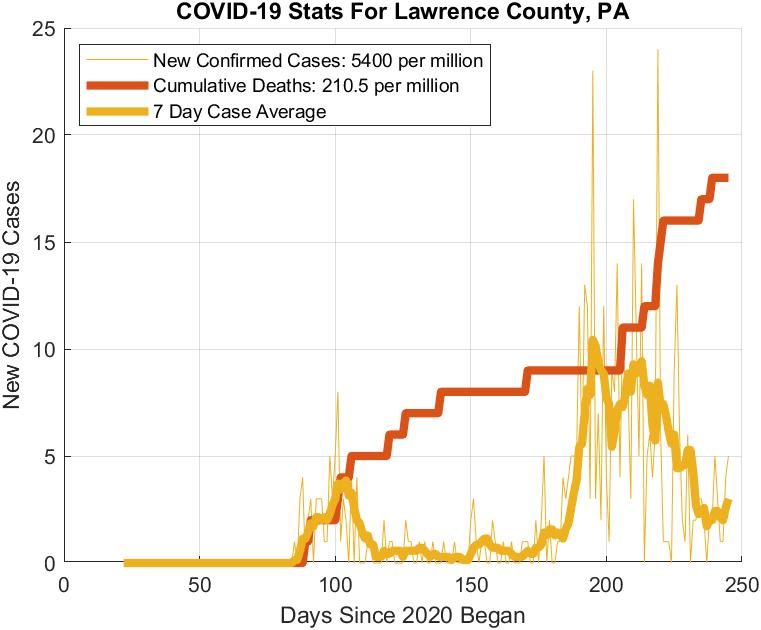 COVID-19 Stats For Lawrence County, PA
25
New Confirmed Cases: 5400 per million
Cumulative Deaths: 210.5 per million
7 Day Case Average
20
15
10
5
0
New COVID-19 Cases
0 50 100 150 200 250
Days Since 2020 Began